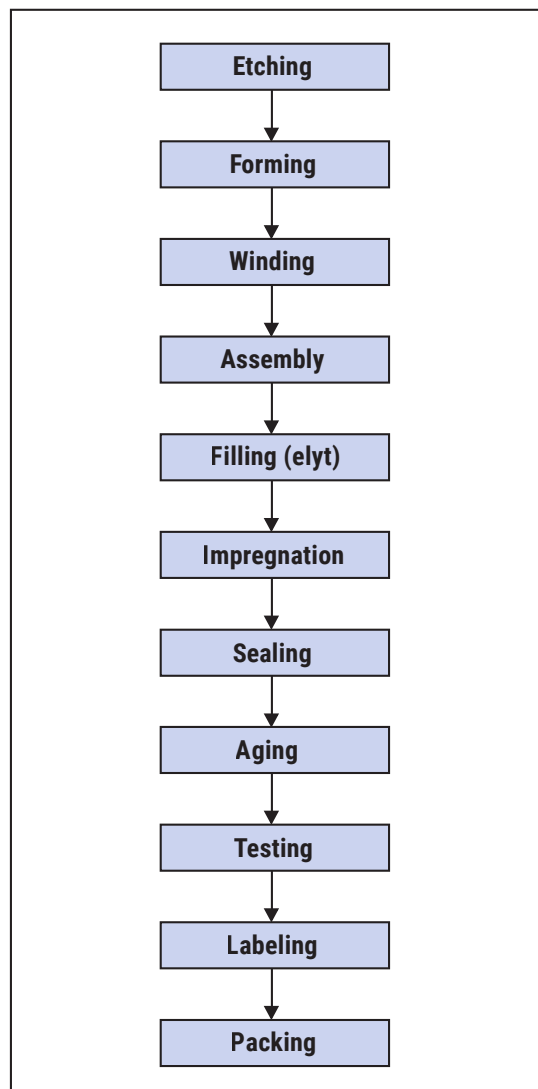 Etching
Forming
Winding
Assembly
Filling (elyt)
Impregnation
Sealing
Aging
Testing
Labeling
Packing